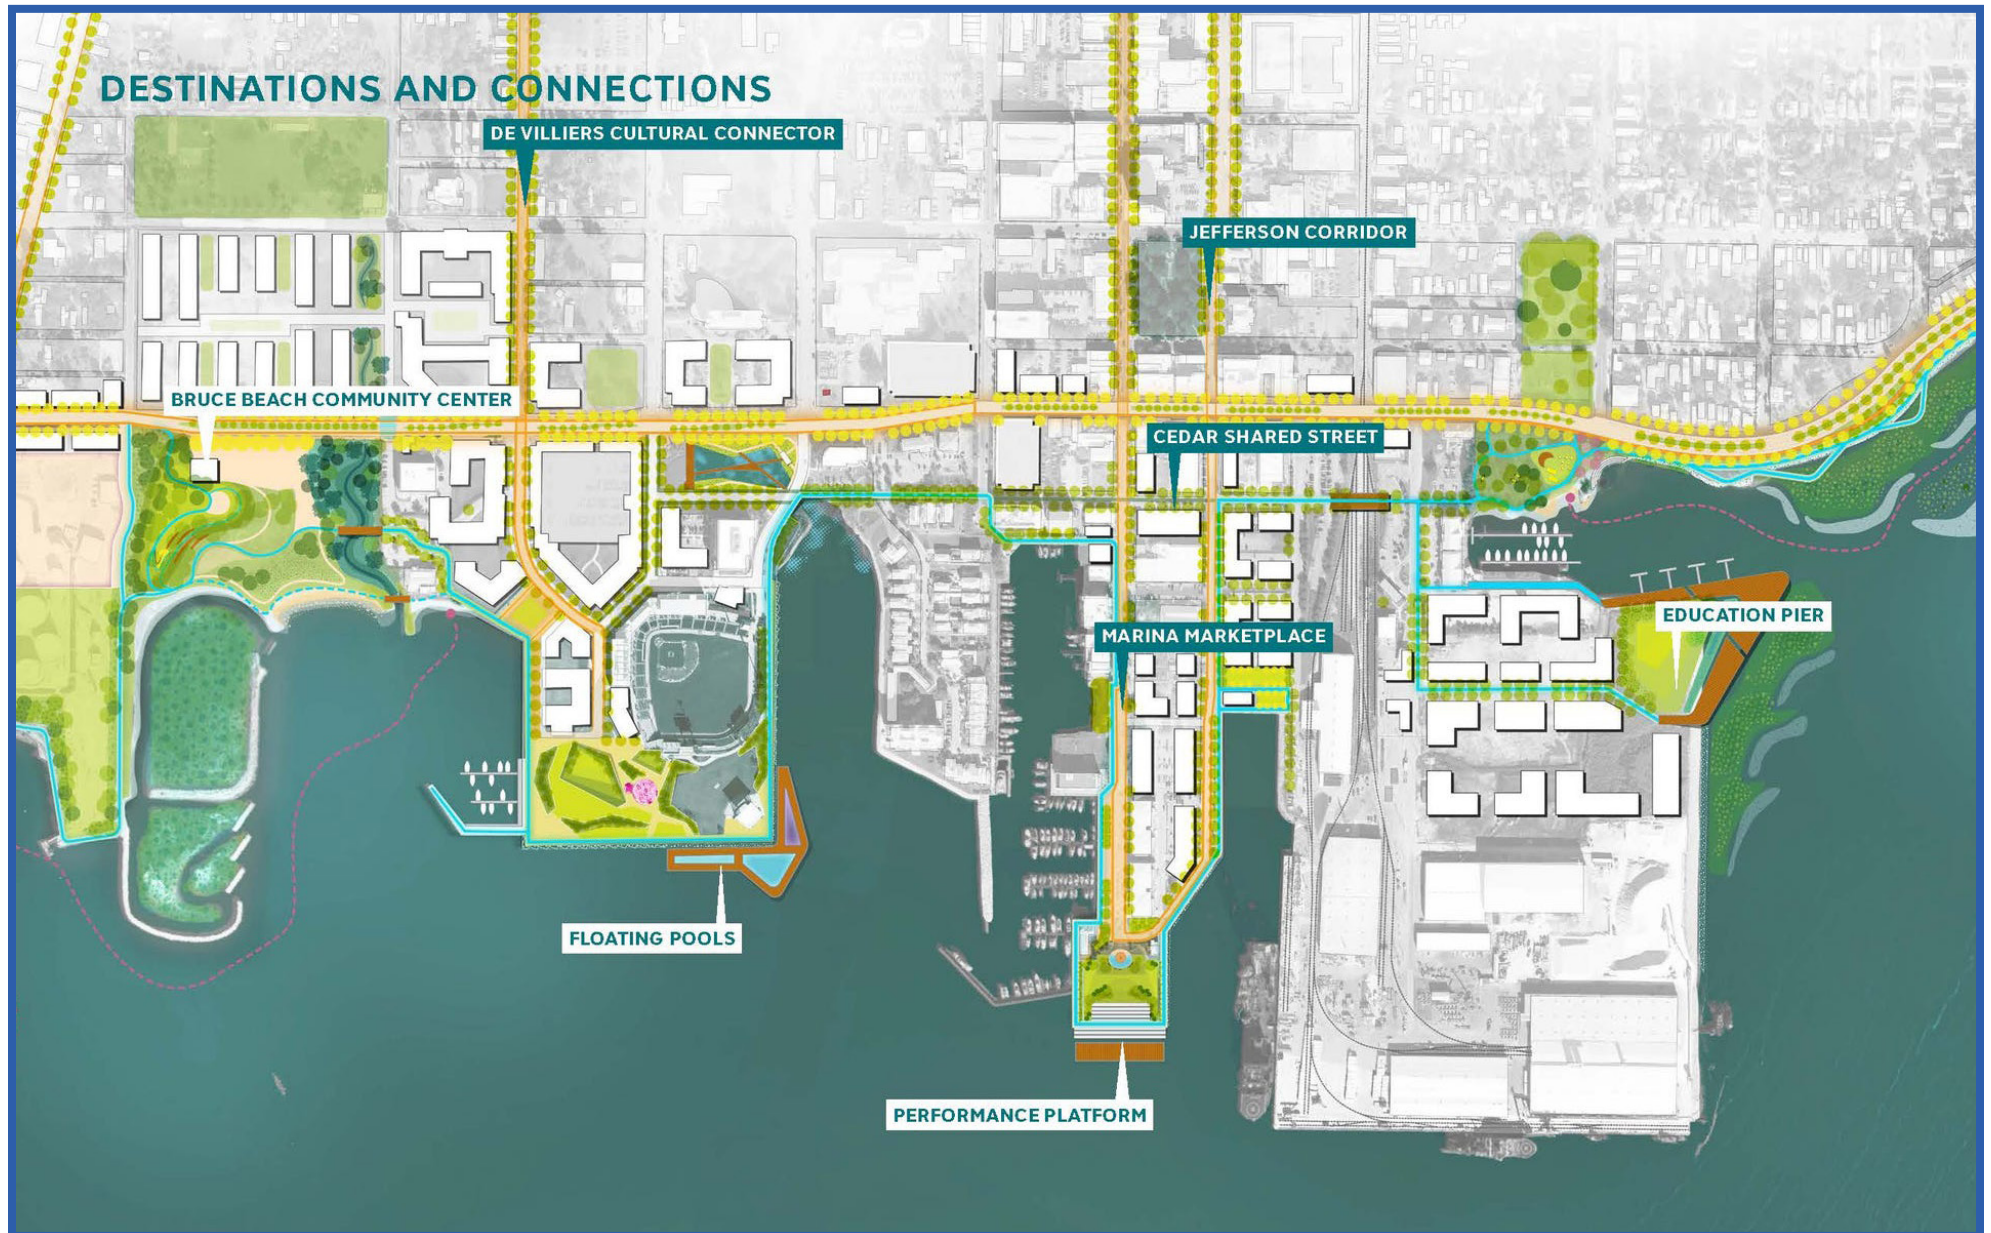 DESTINATIONS AND CONNECTIONS
DE VILLIERS CULTURAL CONNECTOR
JEFFERSON CORRIDOR
BRUCE BEACH COMMUNITY CENTER
CEDAR SHARED STREET
EDUCATION PIER
MARINA MARKETPLACE
FLOATING POOLS
PERFORMANCE PLATFORM